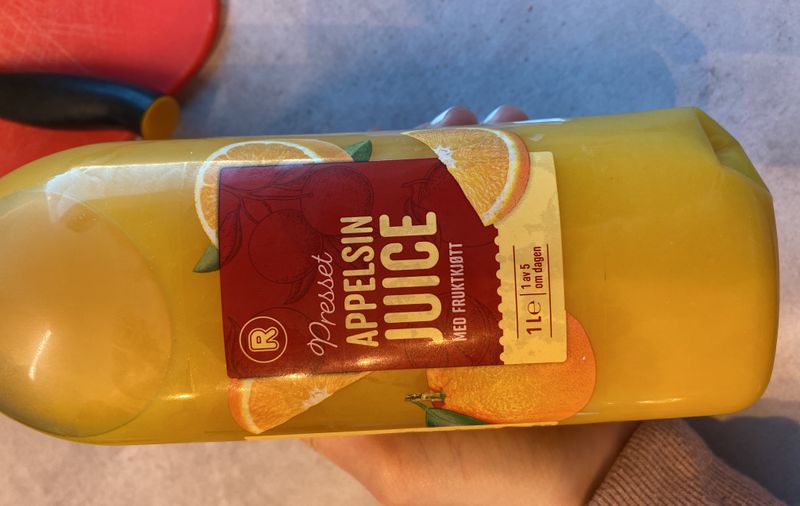 R
Presset
APPELSIN
JUICE
MED FRUKTKJØTT
1 L℮
1 av 5
om dagen